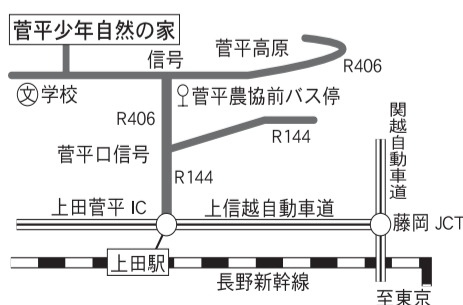 菅平少年自然の家
信号
菅平高原
R406
文学校
菅平農協前バス停
R406
R144
菅平口信号
R144
関越自動車道
上田菅平 IC
上信越自動車道
藤岡 JCT
上田駅
長野新幹線
至東京